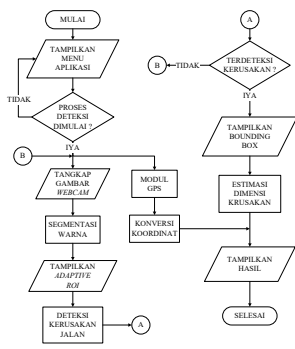 MULAI
TAMPILKAN
MENU
APLIKASI
TIDAK
PROSES
DETEKSI
DIMULAI ?
IYA
B
TANGKAP
GAMBAR
WEBCAM
MODUL
GPS
SEGMENTASI
WARNA
KONVERSI
KOORDINAT
TAMPILKAN
ADAPTIVE
ROI
DETEKSI
KERUSAKAN
JALAN
A
A
TERDETEKSI
KERUSAKAN ?
TIDAK
B
IYA
TAMPILKAN
BOUNDING
BOX
ESTIMASI
DIMENSI
KRUSAKAN
TAMPILKAN
HASIL
SELESAI